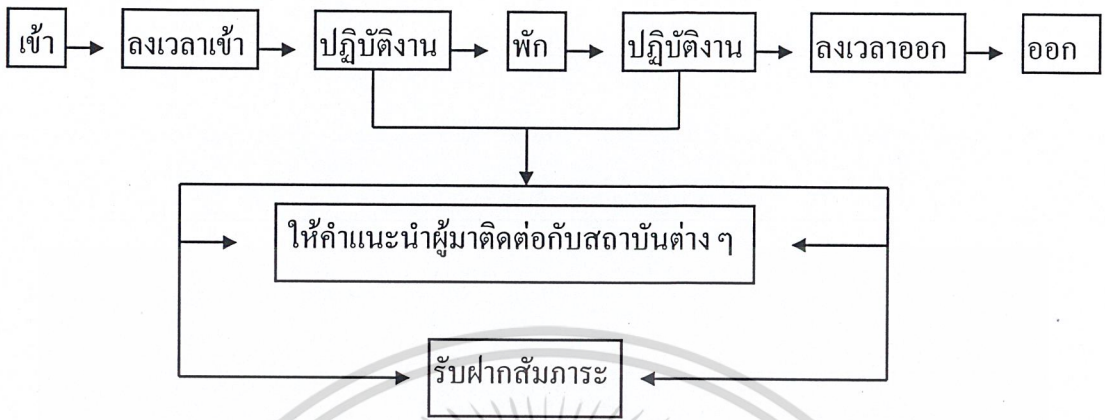 เข้า ลงเวลาเข้า ปฏิบัติงาน พัก ปฏิบัติงาน ลงเวลาออก ออก
ให้คำแนะนำผู้มาติดต่อกับสถาบันต่าง ๆ
รับฝากสัมภาระ